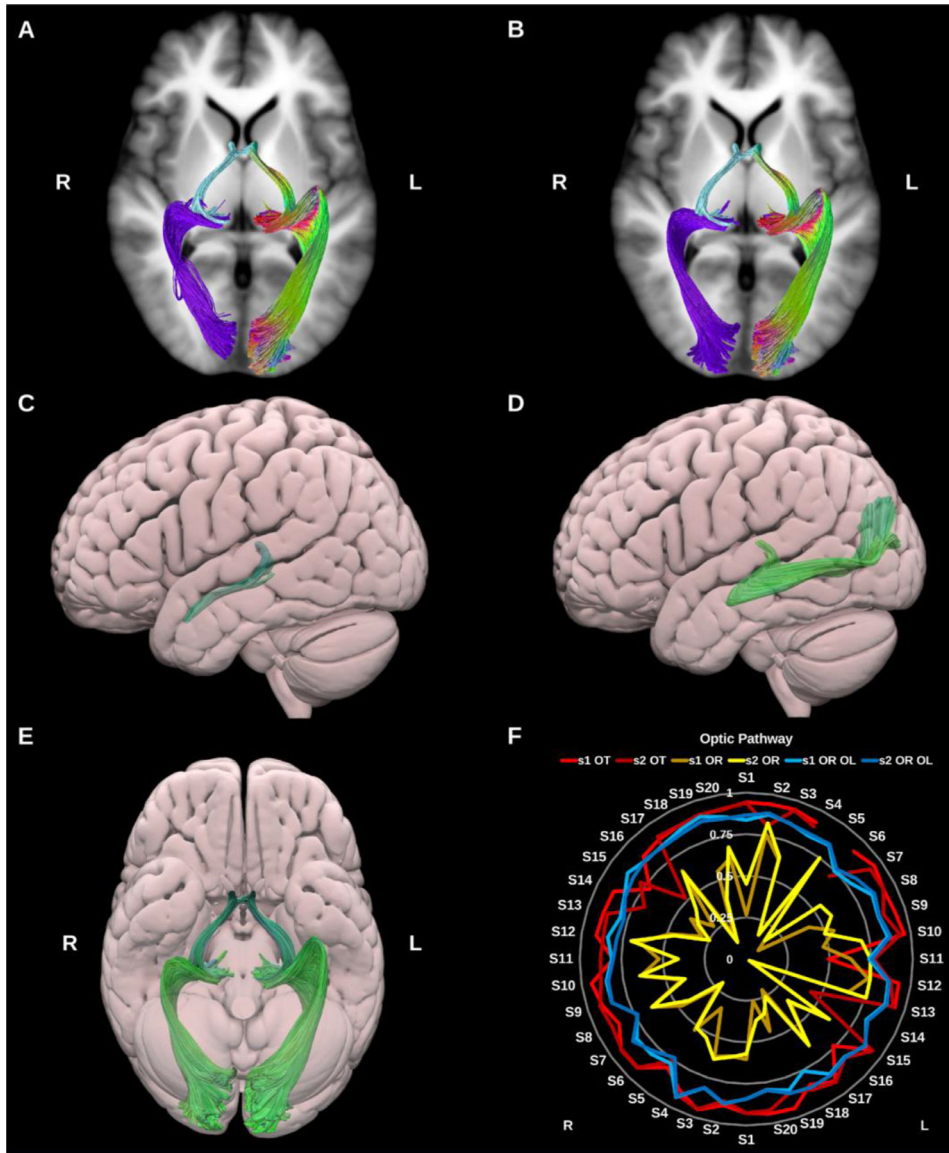 A
B
R
L
R
L
C
D
E
F
Optic Pathway
s1 OT s2 OT s1 OR s2 OR s1 OR OL s2 OR OL
S1
S20 S2
S19 S3
S18 1 S4
S17 S5
S16 0.75 S6
S15 S7
S14 0.5 S8
S13 S9
0.25
S12 S10
R
L
S11 0 S11
S10 S12
S9 S13
S8 S14
S7 S15
S6 S16
S5 S17
S4 S18
S3 S19
S2 S20
S1
R L